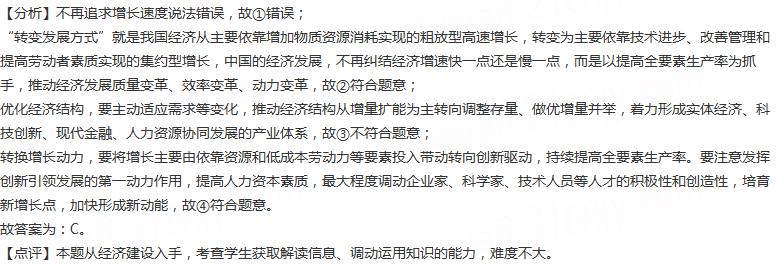 【分析】不再追求增长速度说法错误，故①错误；
“转变发展方式”就是我国经济从主要依靠增加物质资源消耗实现的粗放型高速增长，转变为主要依靠技术进步、改善管理和
提高劳动者素质实现的集约型增长，中国的经济发展，不再纠结经济增速快一点还是慢一点，而是以提高全要素生产率为抓
手，推动经济发展质量变革、效率变革、动力变革，故②符合题意；
优化经济结构，要主动适应需求等变化，推动经济结构从增量扩能为主转向调整存量、做优增量并举，着力形成实体经济、科
技创新、现代金融、人力资源协同发展的产业体系，故③不符合题意；
转换增长动力，要将增长主要由依靠资源和低成本劳动力等要素投入带动转向创新驱动，持续提高全要素生产率。要注意发挥
创新引领发展的第一动力作用，提高人力资本素质，最大程度调动企业家、科学家、技术人员等人才的积极性和创造性，培育
新增长点，加快形成新动能，故④符合题意。
故答案为：C。
【点评】本题从经济建设入手，考查学生获取解读信息、调动运用知识的能力，难度不大。